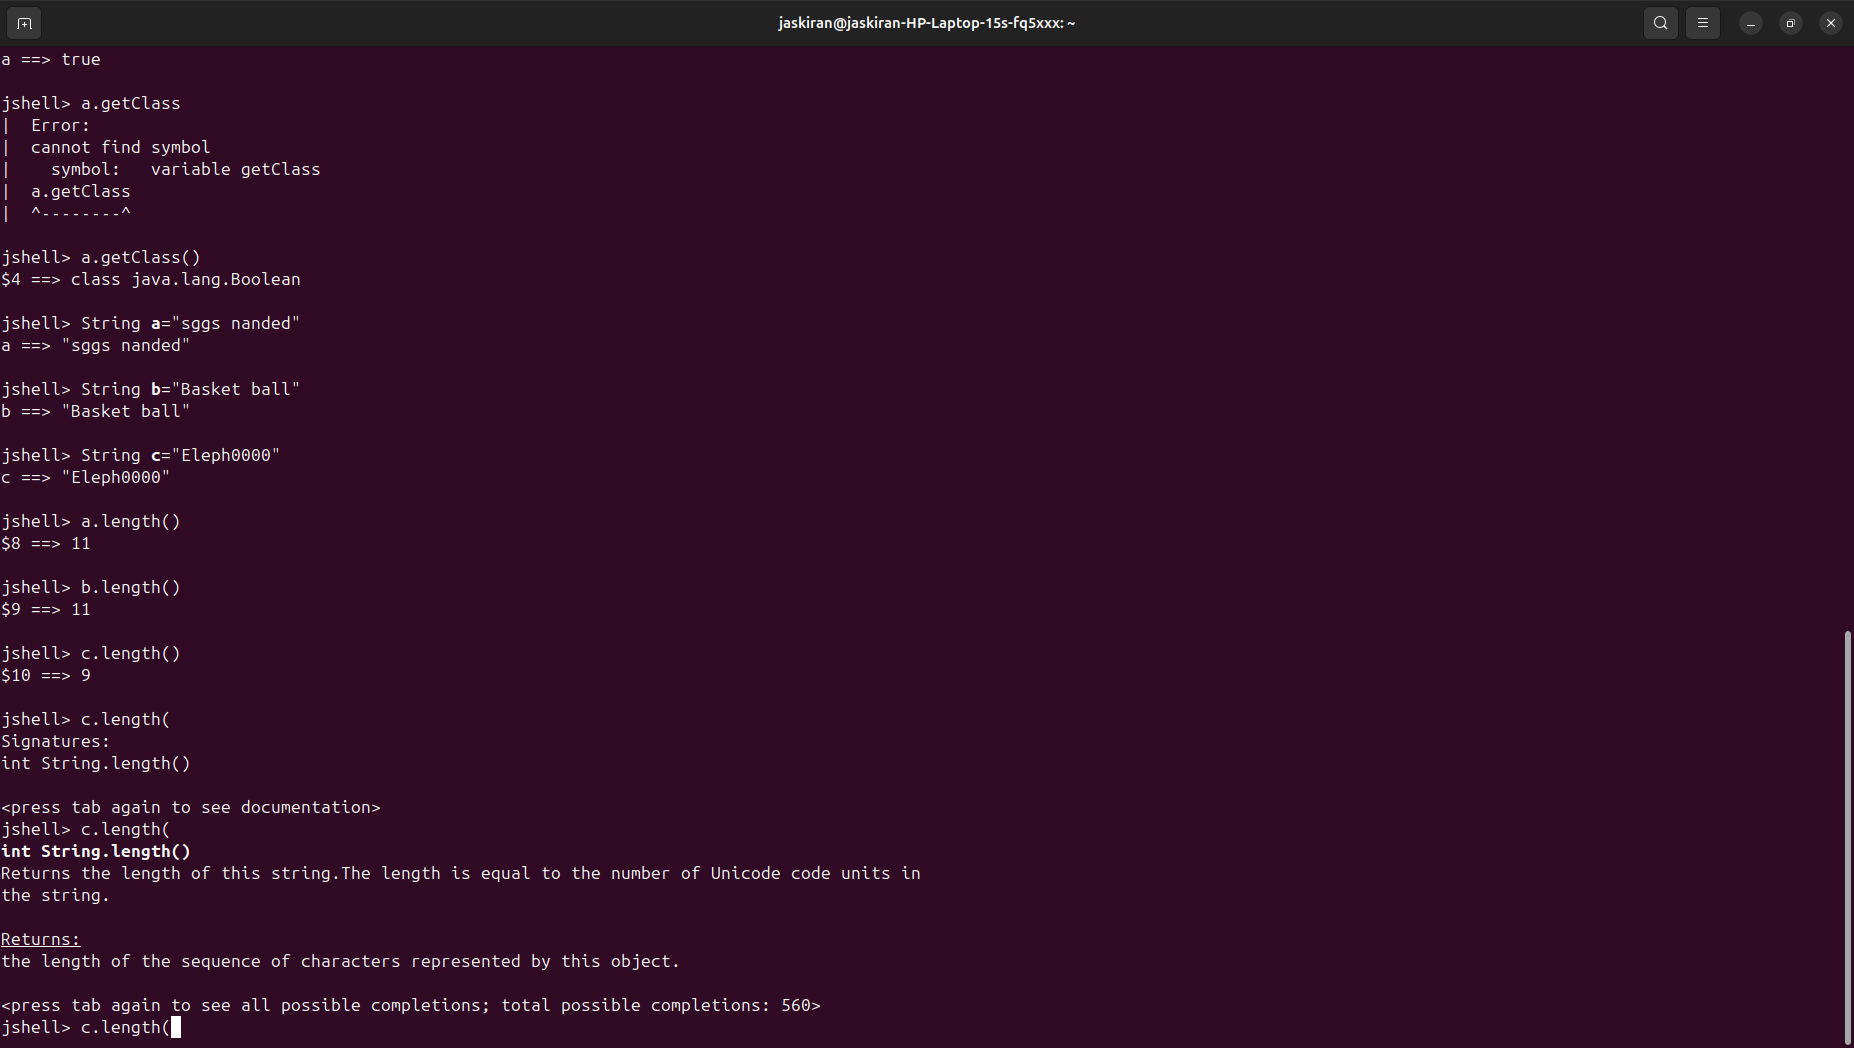 jaskiran@jaskiran-HP-Laptop-15s-fq5xxx: ~
a ==> true
jshell> a.getClass
|  Error:
|  cannot find symbol
|    symbol:   variable getClass
|  a.getClass
|  ^--------^
jshell> a.getClass()
$4 ==> class java.lang.Boolean
jshell> String a="sggs nanded"
a ==> "sggs nanded"
jshell> String b="Basket ball"
b ==> "Basket ball"
jshell> String c="Eleph0000"
c ==> "Eleph0000"
jshell> a.length()
$8 ==> 11
jshell> b.length()
$9 ==> 11
jshell> c.length()
$10 ==> 9
jshell> c.length(
Signatures:
int String.length()
<press tab again to see documentation>
jshell> c.length(
int String.length()
Returns the length of this string.The length is equal to the number of Unicode code units in
the string.
Returns:
the length of the sequence of characters represented by this object.
<press tab again to see all possible completions; total possible completions: 560>
jshell> c.length(